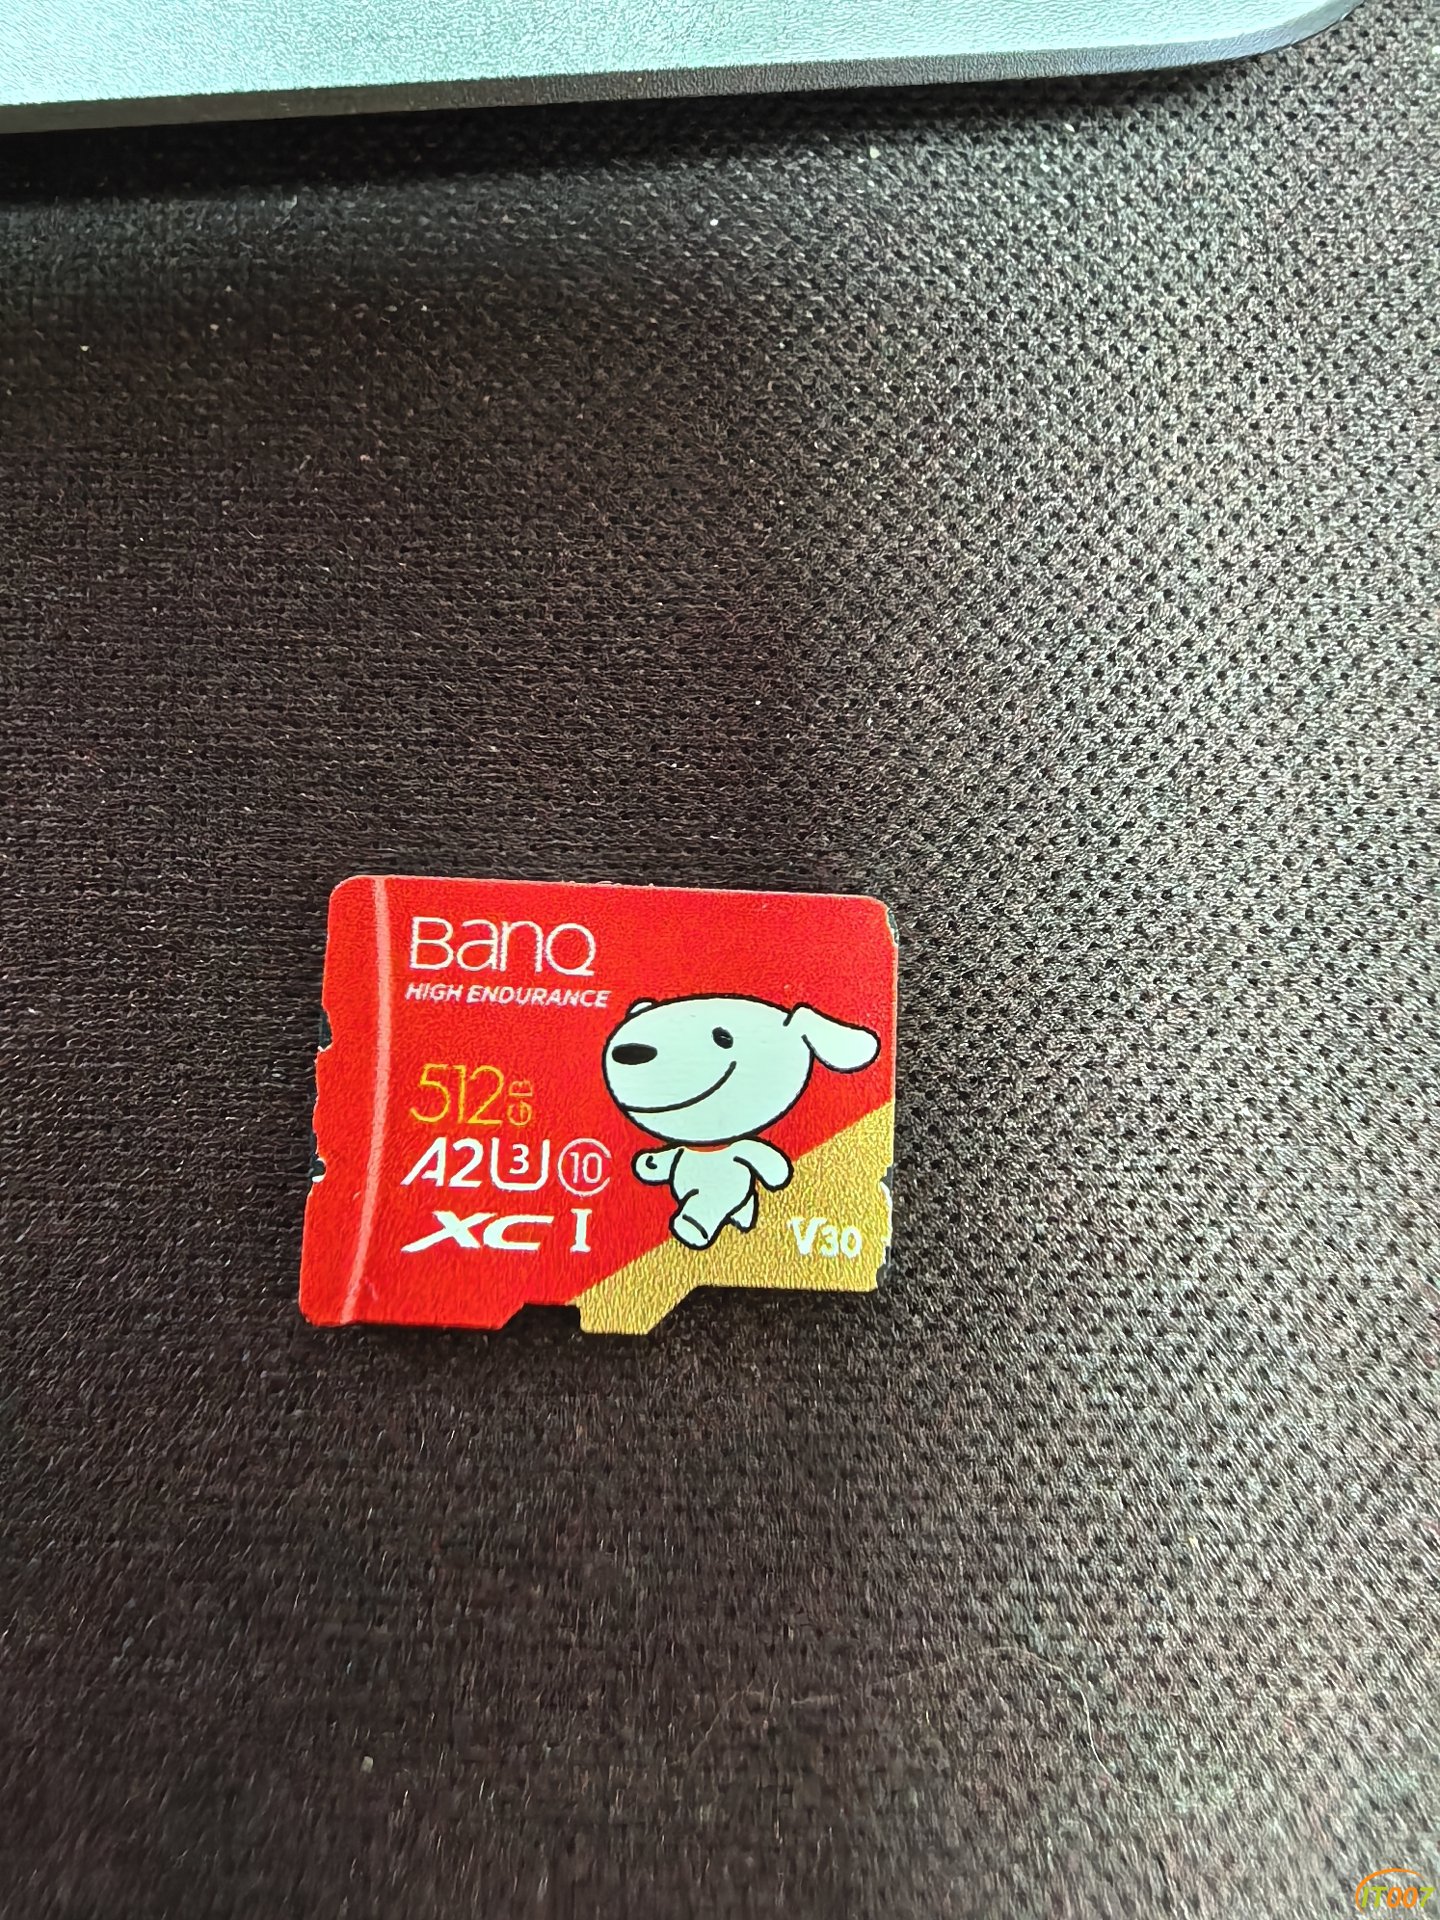 BanQ
HIGH ENDURANCE
512GB
A2 U3 10
XC I
V30
IT007